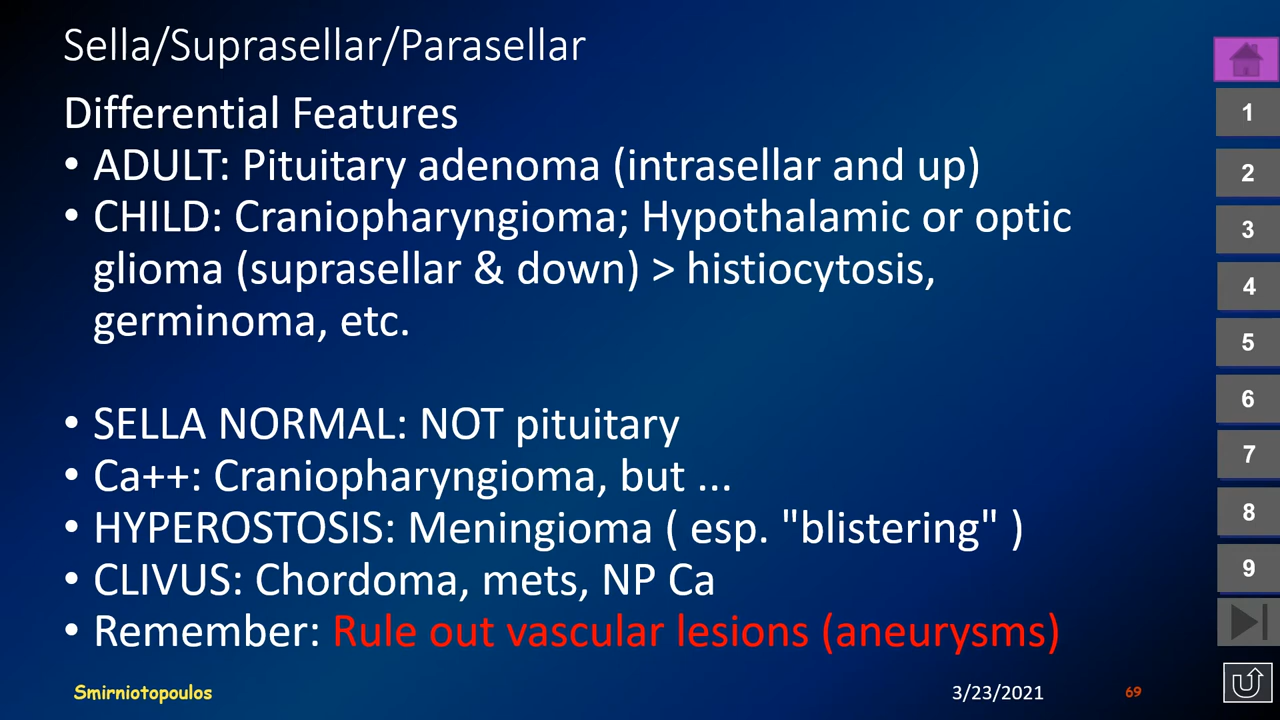 Sella/Suprasellar/Parasellar
Differential Features
• ADULT: Pituitary adenoma (intrasellar and up)
• CHILD: Craniopharyngioma; Hypothalamic or optic
glioma (suprasellar & down) > histiocytosis,
germinoma, etc.
• SELLA NORMAL: NOT pituitary
• Ca++: Craniopharyngioma, but ...
• HYPEROSTOSIS: Meningioma ( esp. "blistering" )
• CLIVUS: Chordoma, mets, NP Ca
• Remember: Rule out vascular lesions (aneurysms)
Smirniotopoulos
3/23/2021
69
1
2
3
4
5
6
7
8
9